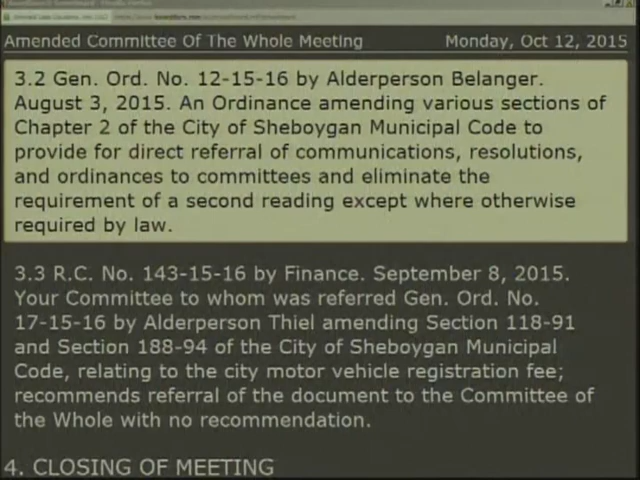 Amended Committee Of The Whole Meeting
Monday, Oct 12, 2015
3.2 Gen. Ord. No. 12-15-16 by Alderperson Belanger.
August 3, 2015. An Ordinance amending various sections of
Chapter 2 of the City of Sheboygan Municipal Code to
provide for direct referral of communications, resolutions,
and ordinances to committees and eliminate the
requirement of a second reading except where otherwise
required by law.
3.3 R.C. No. 143-15-16 by Finance. September 8, 2015.
Your Committee to whom was referred Gen. Ord. No.
17-15-16 by Alderperson Thiel amending Section 118-91
and Section 188-94 of the City of Sheboygan Municipal
Code, relating to the city motor vehicle registration fee;
recommends referral of the document to the Committee of
the Whole with no recommendation.
4. CLOSING OF MEETING